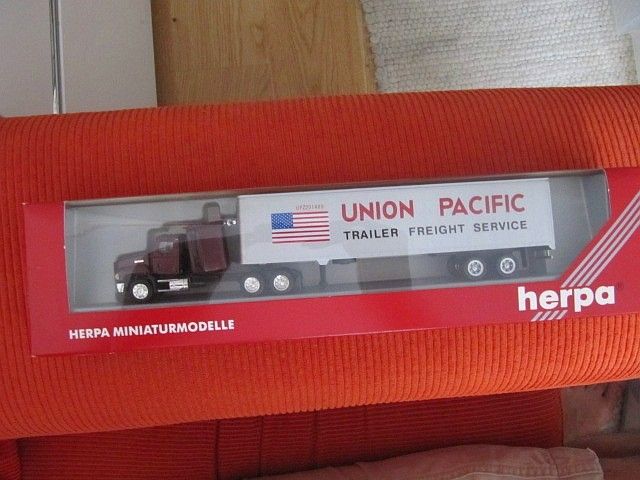 UNION PACIFIC
TRAILER FREIGHT SERVICE
HERPA MINIATURMODELLE
herpa